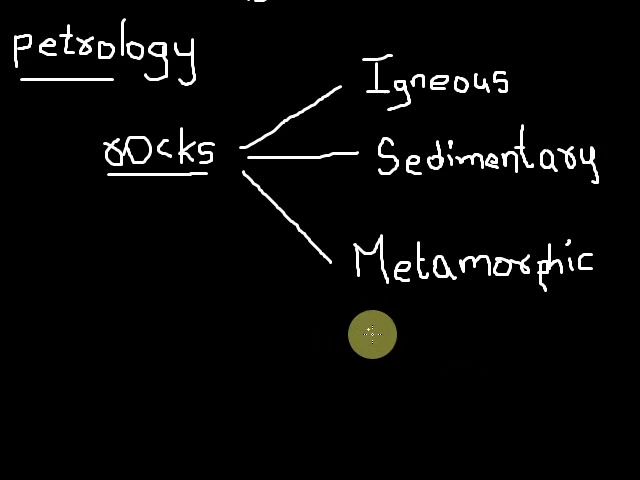 petrology
rocks
Igneous
Sedimentary
Metamorphic